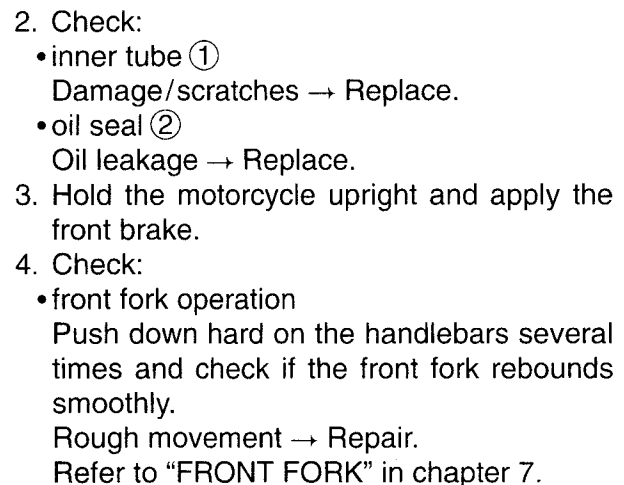 2. Check:
• inner tube ①
Damage/scratches → Replace.
• oil seal ②
Oil leakage → Replace.
3. Hold the motorcycle upright and apply the
front brake.
4. Check:
• front fork operation
Push down hard on the handlebars several
times and check if the front fork rebounds
smoothly.
Rough movement → Repair.
Refer to “FRONT FORK” in chapter 7.